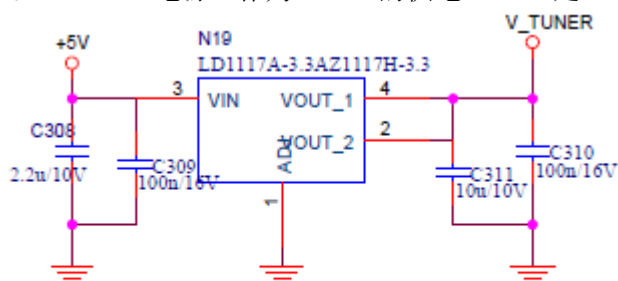 +5V
V_TUNER
N19
LD1117A-3.3AZ1117H-3.3
3
VIN
VOUT_1
4
VOUT_2
2
ADJ
1
C308
2.2u/10V
C309
100n/16V
C311
10u/10V
C310
100n/16V